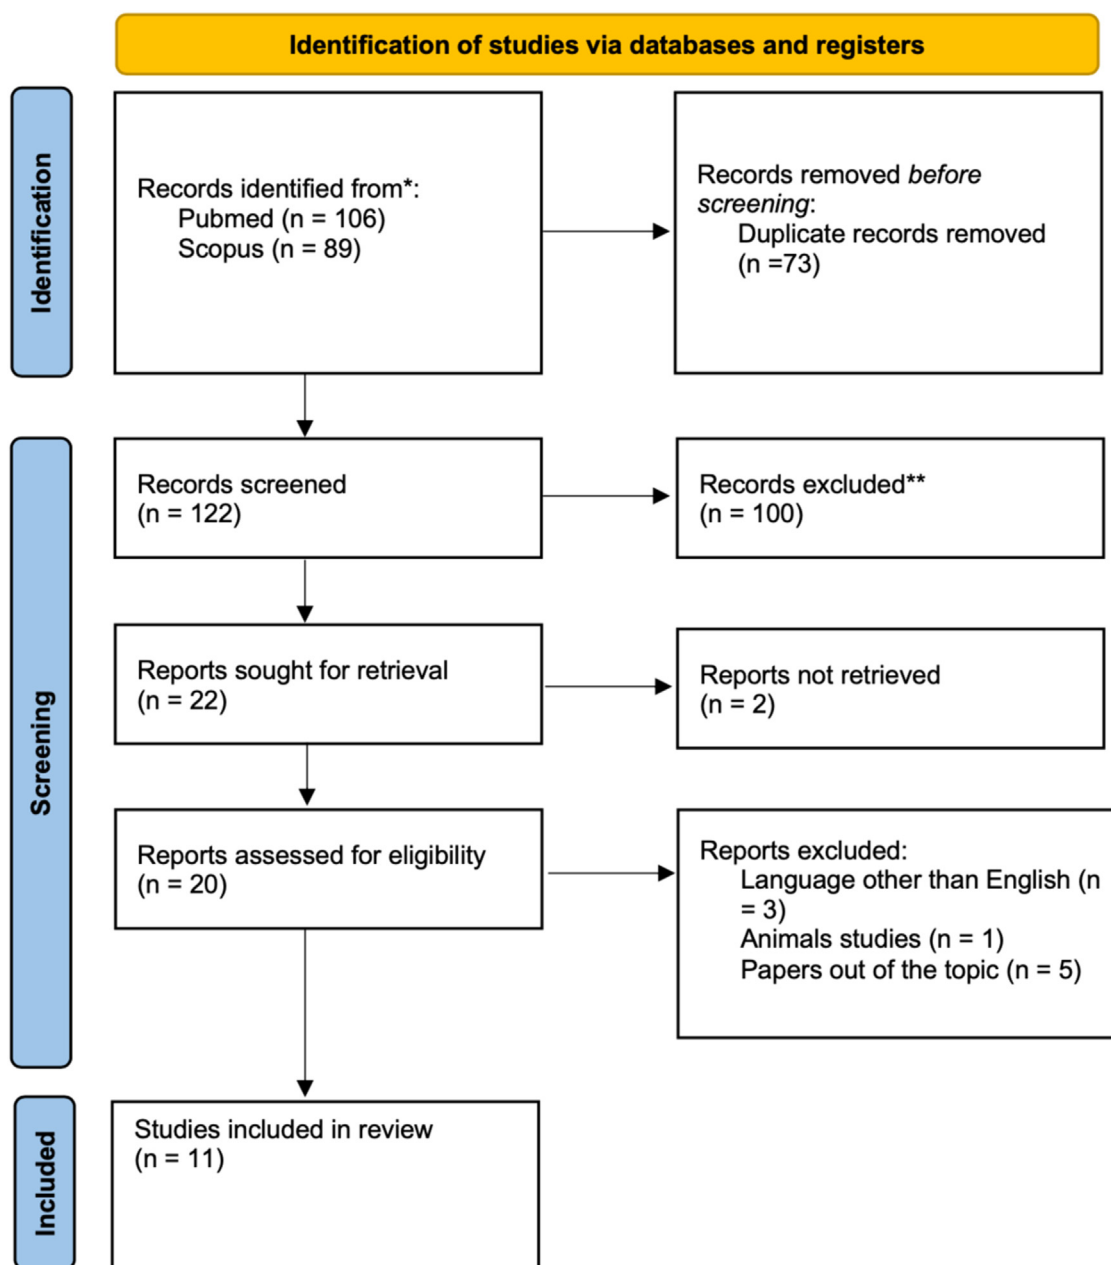 Identification of studies via databases and registers
Identification
Records identified from*:
Pubmed (n = 106)
Scopus (n = 89)
Records removed before
screening:
Duplicate records removed
(n =73)
Screening
Records screened
(n = 122)
Records excluded**
(n = 100)
Reports sought for retrieval
(n = 22)
Reports not retrieved
(n = 2)
Reports assessed for eligibility
(n = 20)
Reports excluded:
Language other than English (n
= 3)
Animals studies (n = 1)
Papers out of the topic (n = 5)
Included
Studies included in review
(n = 11)